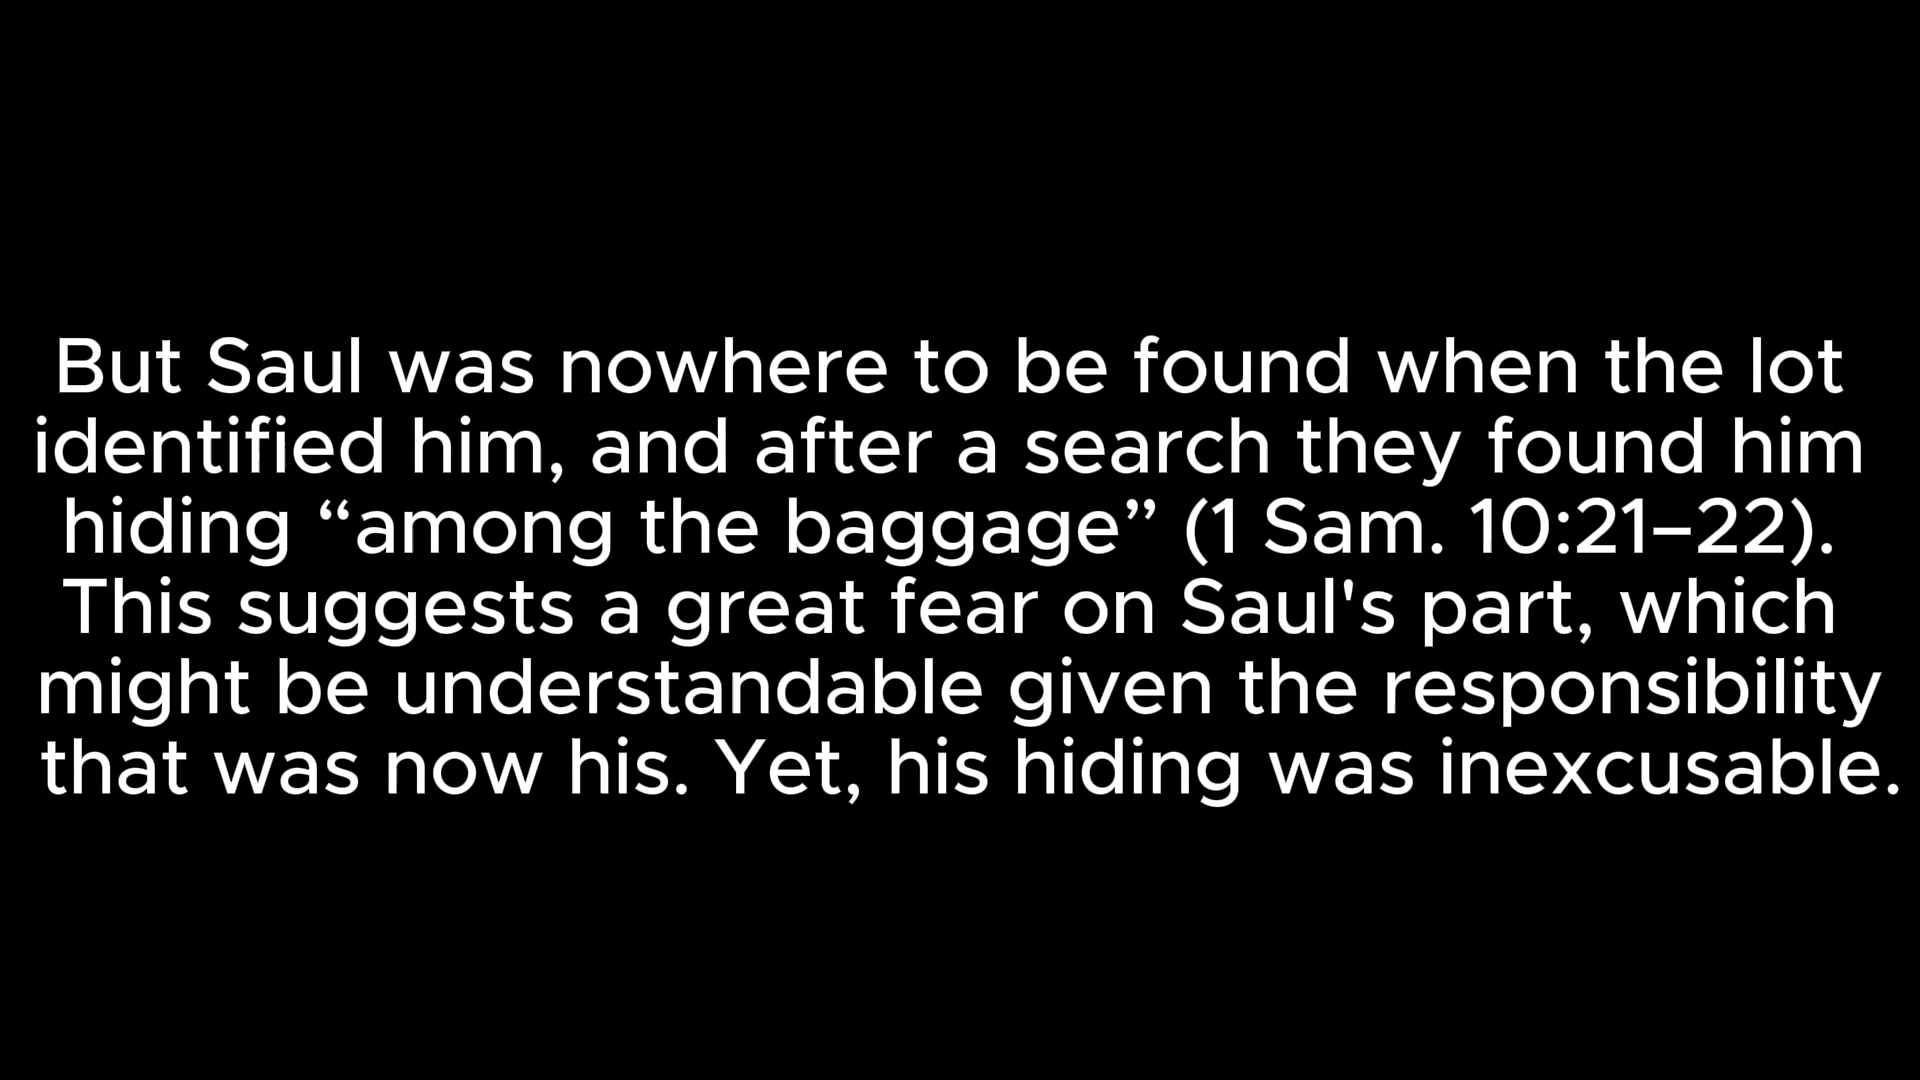 But Saul was nowhere to be found when the lot
identified him, and after a search they found him
hiding “among the baggage” (1 Sam. 10:21–22).
This suggests a great fear on Saul's part, which
might be understandable given the responsibility
that was now his. Yet, his hiding was inexcusable.